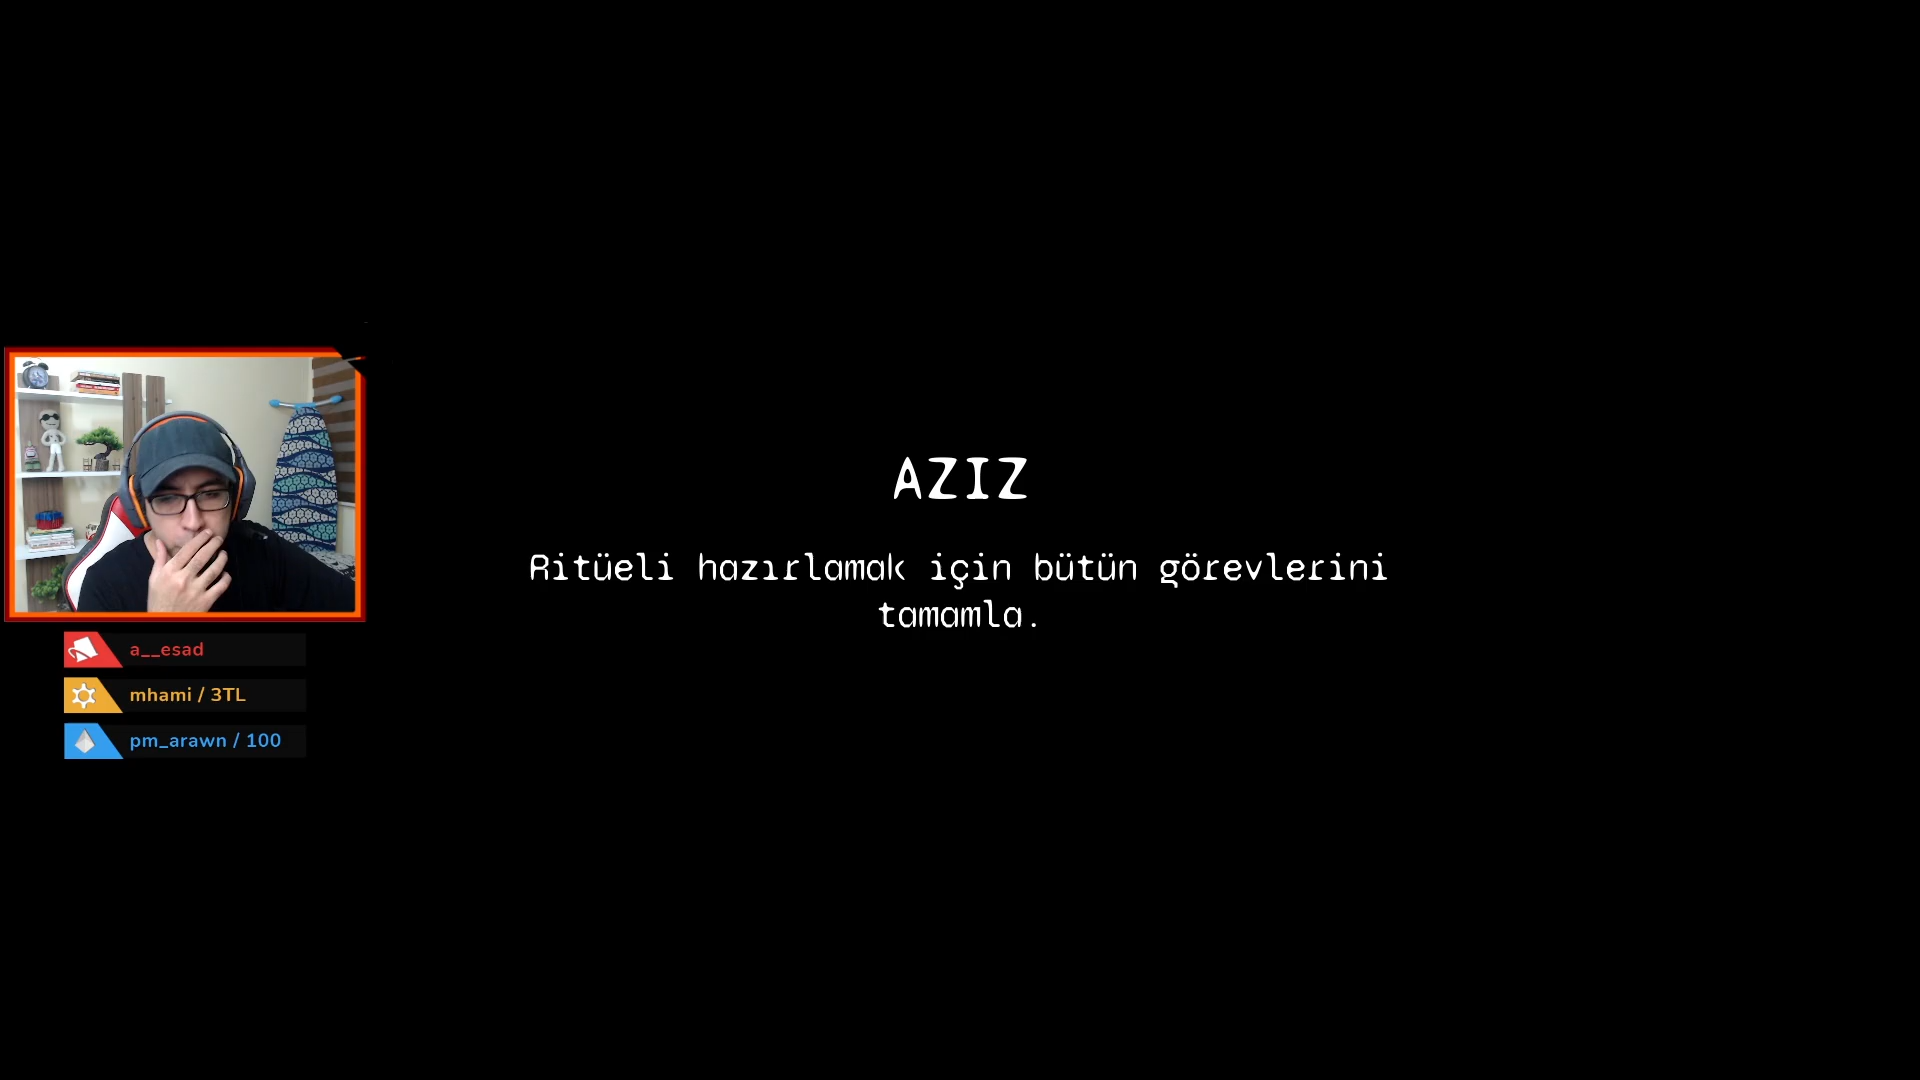 AZIZ
Ritüeli hazırlamak için bütün görevlerini
tamamla.
a__esad
mhami / 3TL
pm_arawn / 100